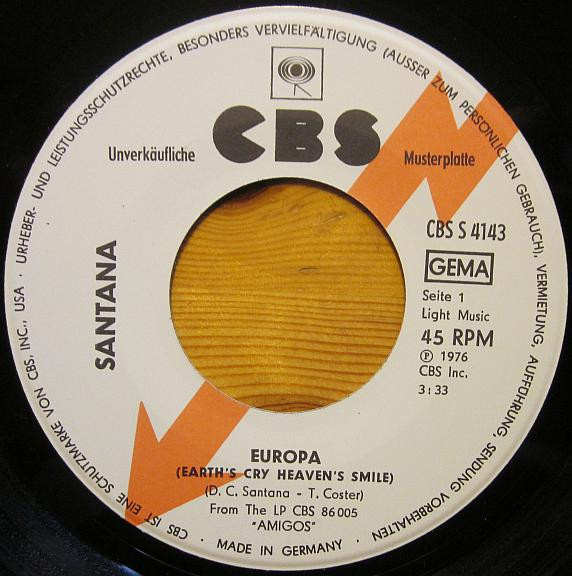 URHEBER- UND LEISTUNGSSCHUTZRECHTE, BESONDERS VERVIELFÄLTIGUNG (AUSSER ZUM PERSÖNLICHEN GEBRAUCH), VERMIETUNG, AUFFÜHRUNG, SENDUNG VORBEHALTEN
CBS
Unverkäufliche
Musterplatte
CBS S 4143
GEMA
Seite 1
Light Music
45 RPM
Ⓟ 1976
CBS Inc.
3:33
SANTANA
EUROPA
(EARTH'S CRY HEAVEN'S SMILE)
(D. C. Santana - T. Coster)
From The LP CBS 86005
"AMIGOS"
CBS IST EINE SCHUTZMARKE VON CBS, INC., USA ·
· MADE IN GERMANY ·